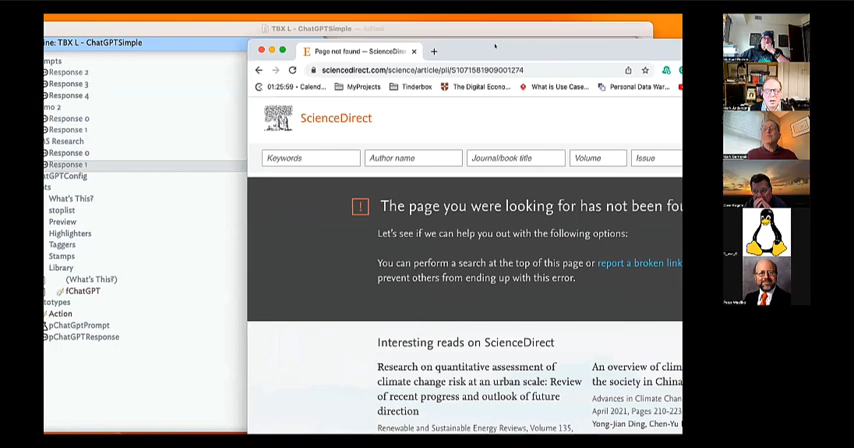 TBX L - ChatGPTSimple
ine: TBX L - ChatGPTSimple
mpts
Response 2
Response 3
Response 4
mo 2
Response 0
Response 1
S Research
Response 0
Response 1
atGPTConfig
ts
What's This?
stoplist
Preview
Highlighters
Taggers
Stamps
Library
(What's This?)
fChatGPT
totypes
Action
pChatGptPrompt
pChatGPTResponse
Page not found — ScienceDire
sciencedirect.com/science/article/pii/S1071581909001274
01:25:59 • Calend...
MyProjects
Tinderbox
The Digital Econo...
What is Use Case...
Personal Data War...
ScienceDirect
Keywords
Author name
Journal/book title
Volume
Issue
The page you were looking for has not been fou
Let's see if we can help you out with the following options:
You can perform a search at the top of this page or report a broken link
prevent others from ending up with this error.
Interesting reads on ScienceDirect
Research on quantitative assessment of
climate change risk at an urban scale: Review
of recent progress and outlook of future
direction
Renewable and Sustainable Energy Reviews, Volume 135,
An overview of clim
the society in China
Advances in Climate Chan
April 2021, Pages 210-223
Yong-Jian Ding, Chen-Yu